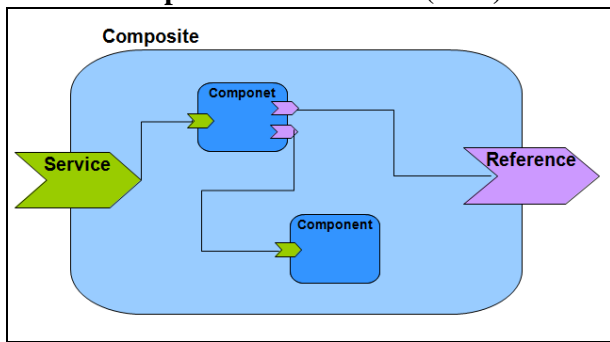 Composite
Componet
Service
Reference
Component